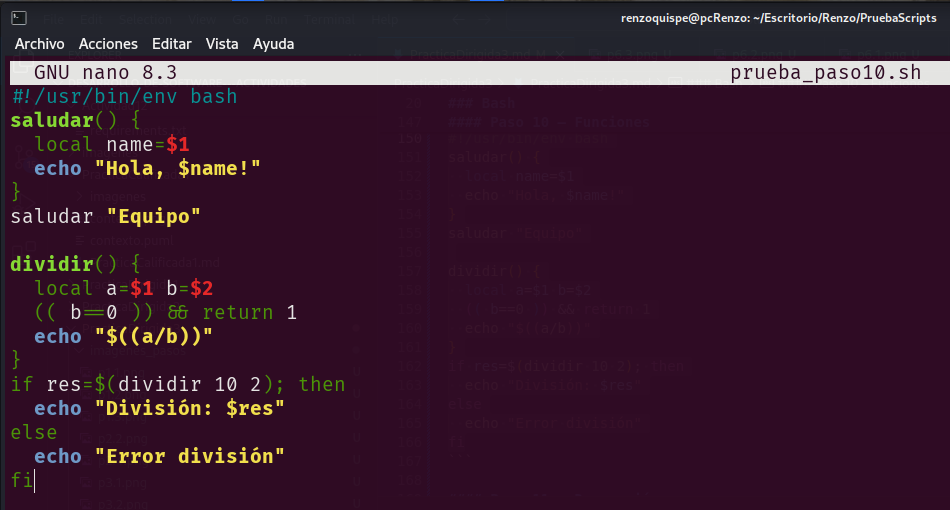 renzoquispe@pcRenzo: ~/Escritorio/Renzo/PruebaScripts
Archivo Acciones Editar Vista Ayuda
GNU nano 8.3 prueba_paso10.sh
#!/usr/bin/env bash
saludar() {
  local name=$1
  echo "Hola, $name!"
}
saludar "Equipo"

dividir() {
  local a=$1 b=$2
  (( b==0 )) && return 1
  echo "$((a/b))"
}
if res=$(dividir 10 2); then
  echo "División: $res"
else
  echo "Error división"
fi